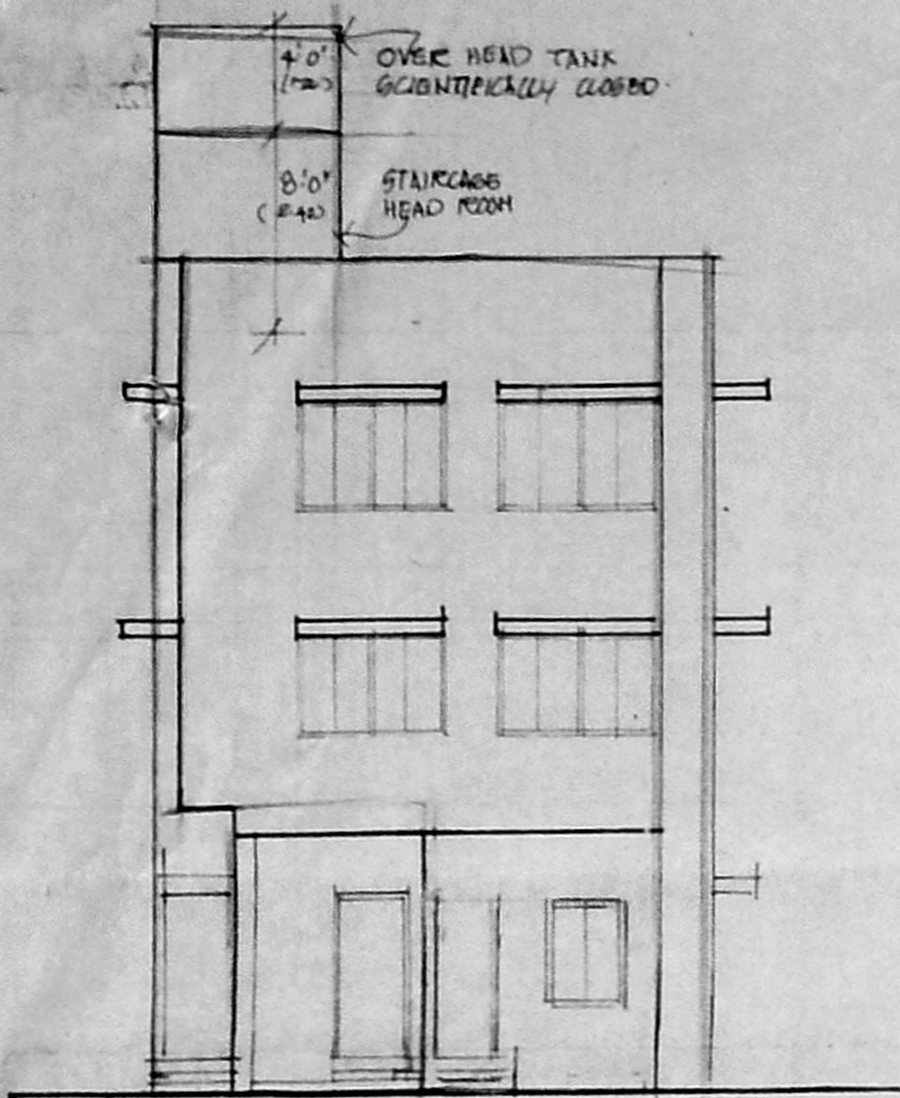 4'0"
OVER HEAD TANK
SCIENTIFICALLY CLOSED.
8'0"
STAIRCASE
HEAD ROOM